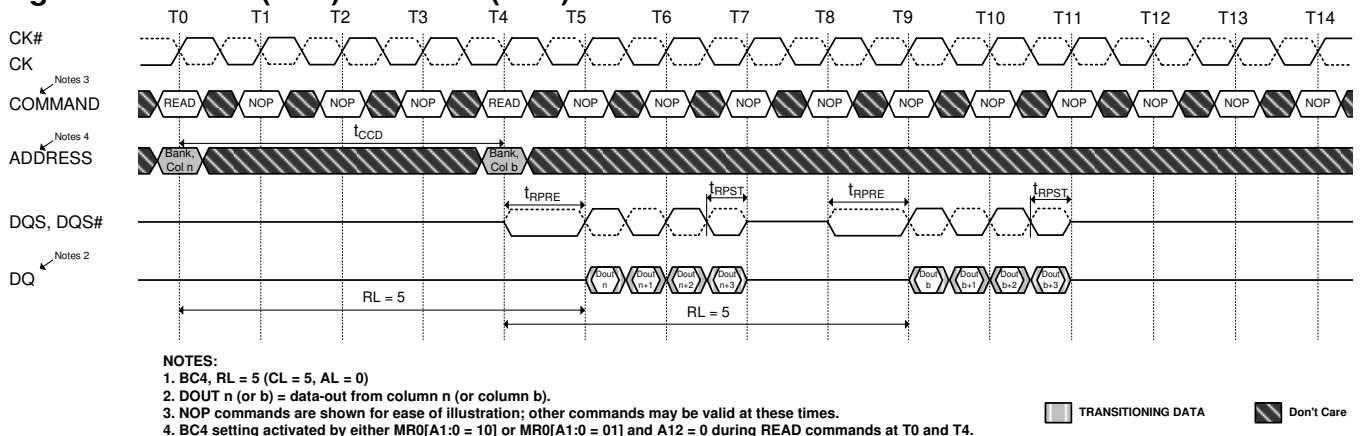 T0 T1 T2 T3 T4 T5 T6 T7 T8 T9 T10 T11 T12 T13 T14
CK#
CK
Notes 3
COMMAND READ NOP NOP NOP READ NOP NOP NOP NOP NOP NOP NOP NOP NOP NOP
tCCD
Notes 4
ADDRESS
Bank, Col n
Bank, Col b
tRPRE tRPST tRPRE tRPST
DQS, DQS#
Notes 2
DQ
Dout n
Dout n+1
Dout n+2
Dout n+3
Dout b
Dout b+1
Dout b+2
Dout b+3
RL = 5
RL = 5
NOTES:
1. BC4, RL = 5 (CL = 5, AL = 0)
2. DOUT n (or b) = data-out from column n (or column b).
3. NOP commands are shown for ease of illustration; other commands may be valid at these times.
4. BC4 setting activated by either MR0[A1:0 = 10] or MR0[A1:0 = 01] and A12 = 0 during READ commands at T0 and T4.
TRANSITIONING DATA
Don't Care